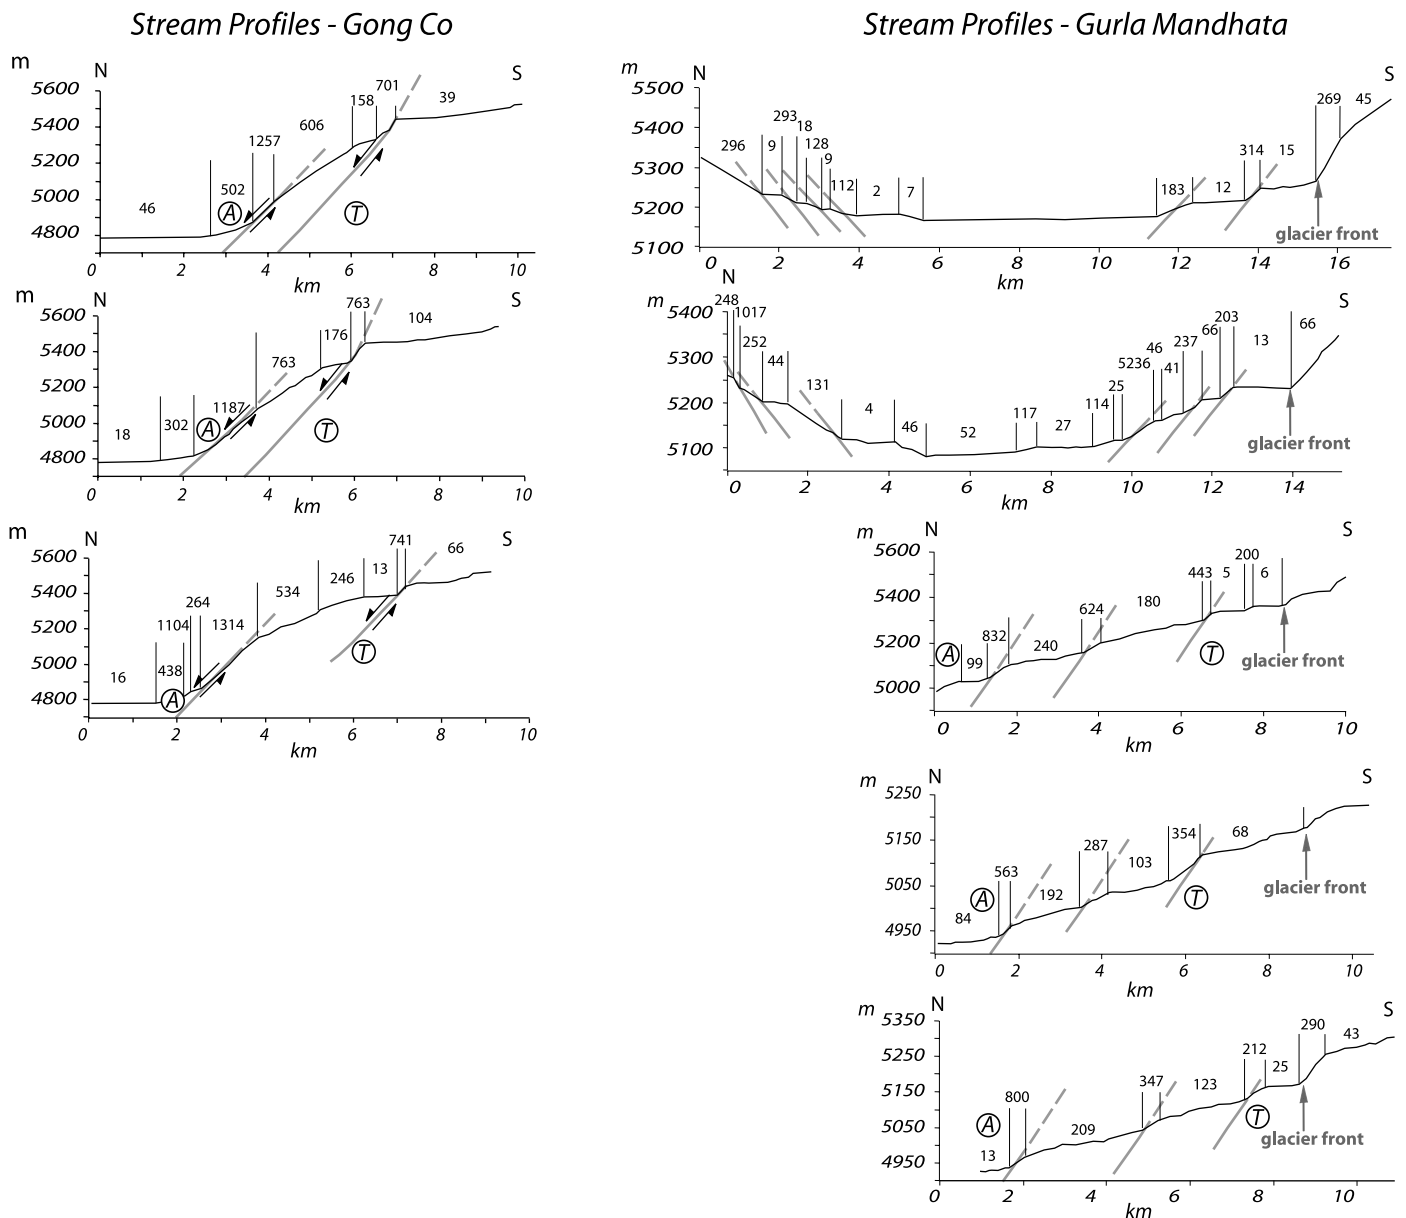 Stream Profiles - Gong Co
m
N
S
5600
5400
5200
5000
4800
46
502
1257
606
158
701
39
A
T
0 2 4 6 8 10
km
m
N
S
5600
5400
5200
5000
4800
18
302
1187
763
176
763
104
A
T
0 2 4 6 8 10
km
m
N
S
5600
5400
5200
5000
4800
16
438
1104
264
1314
534
246
13
741
66
A
T
0 2 4 6 8 10
km
Stream Profiles - Gurla Mandhata
m
N
S
5500
5400
5300
5200
5100
296
9
293
18
128
9
112
2
7
183
12
314
15
269
45
glacier front
0 2 4 6 8 10 12 14 16
km
m
N
S
5400
5300
5200
5100
248
1017
252
44
131
4
46
52
117
27
114
25
5236
46
41
237
66
203
13
66
glacier front
0 2 4 6 8 10 12 14
km
m
N
S
5600
5400
5200
5000
A
99
832
240
624
180
443
5
200
6
T
glacier front
0 2 4 6 8 10
km
m
N
S
5250
5150
5050
4950
84
A
563
192
287
103
354
68
T
glacier front
0 2 4 6 8 10
km
m
N
S
5350
5250
5150
5050
4950
13
A
800
209
347
123
212
25
290
43
T
glacier front
0 2 4 6 8 10
km